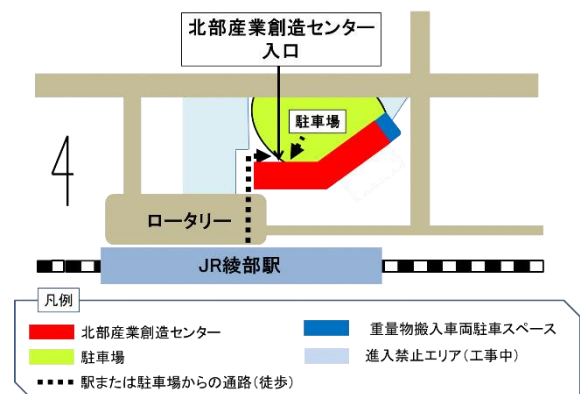 北部産業創造センター
入口
駐車場
ロータリー
JR綾部駅
凡例
北部産業創造センター
重量物搬入車両駐車スペース
駐車場
進入禁止エリア(工事中)
駅または駐車場からの通路(徒歩)